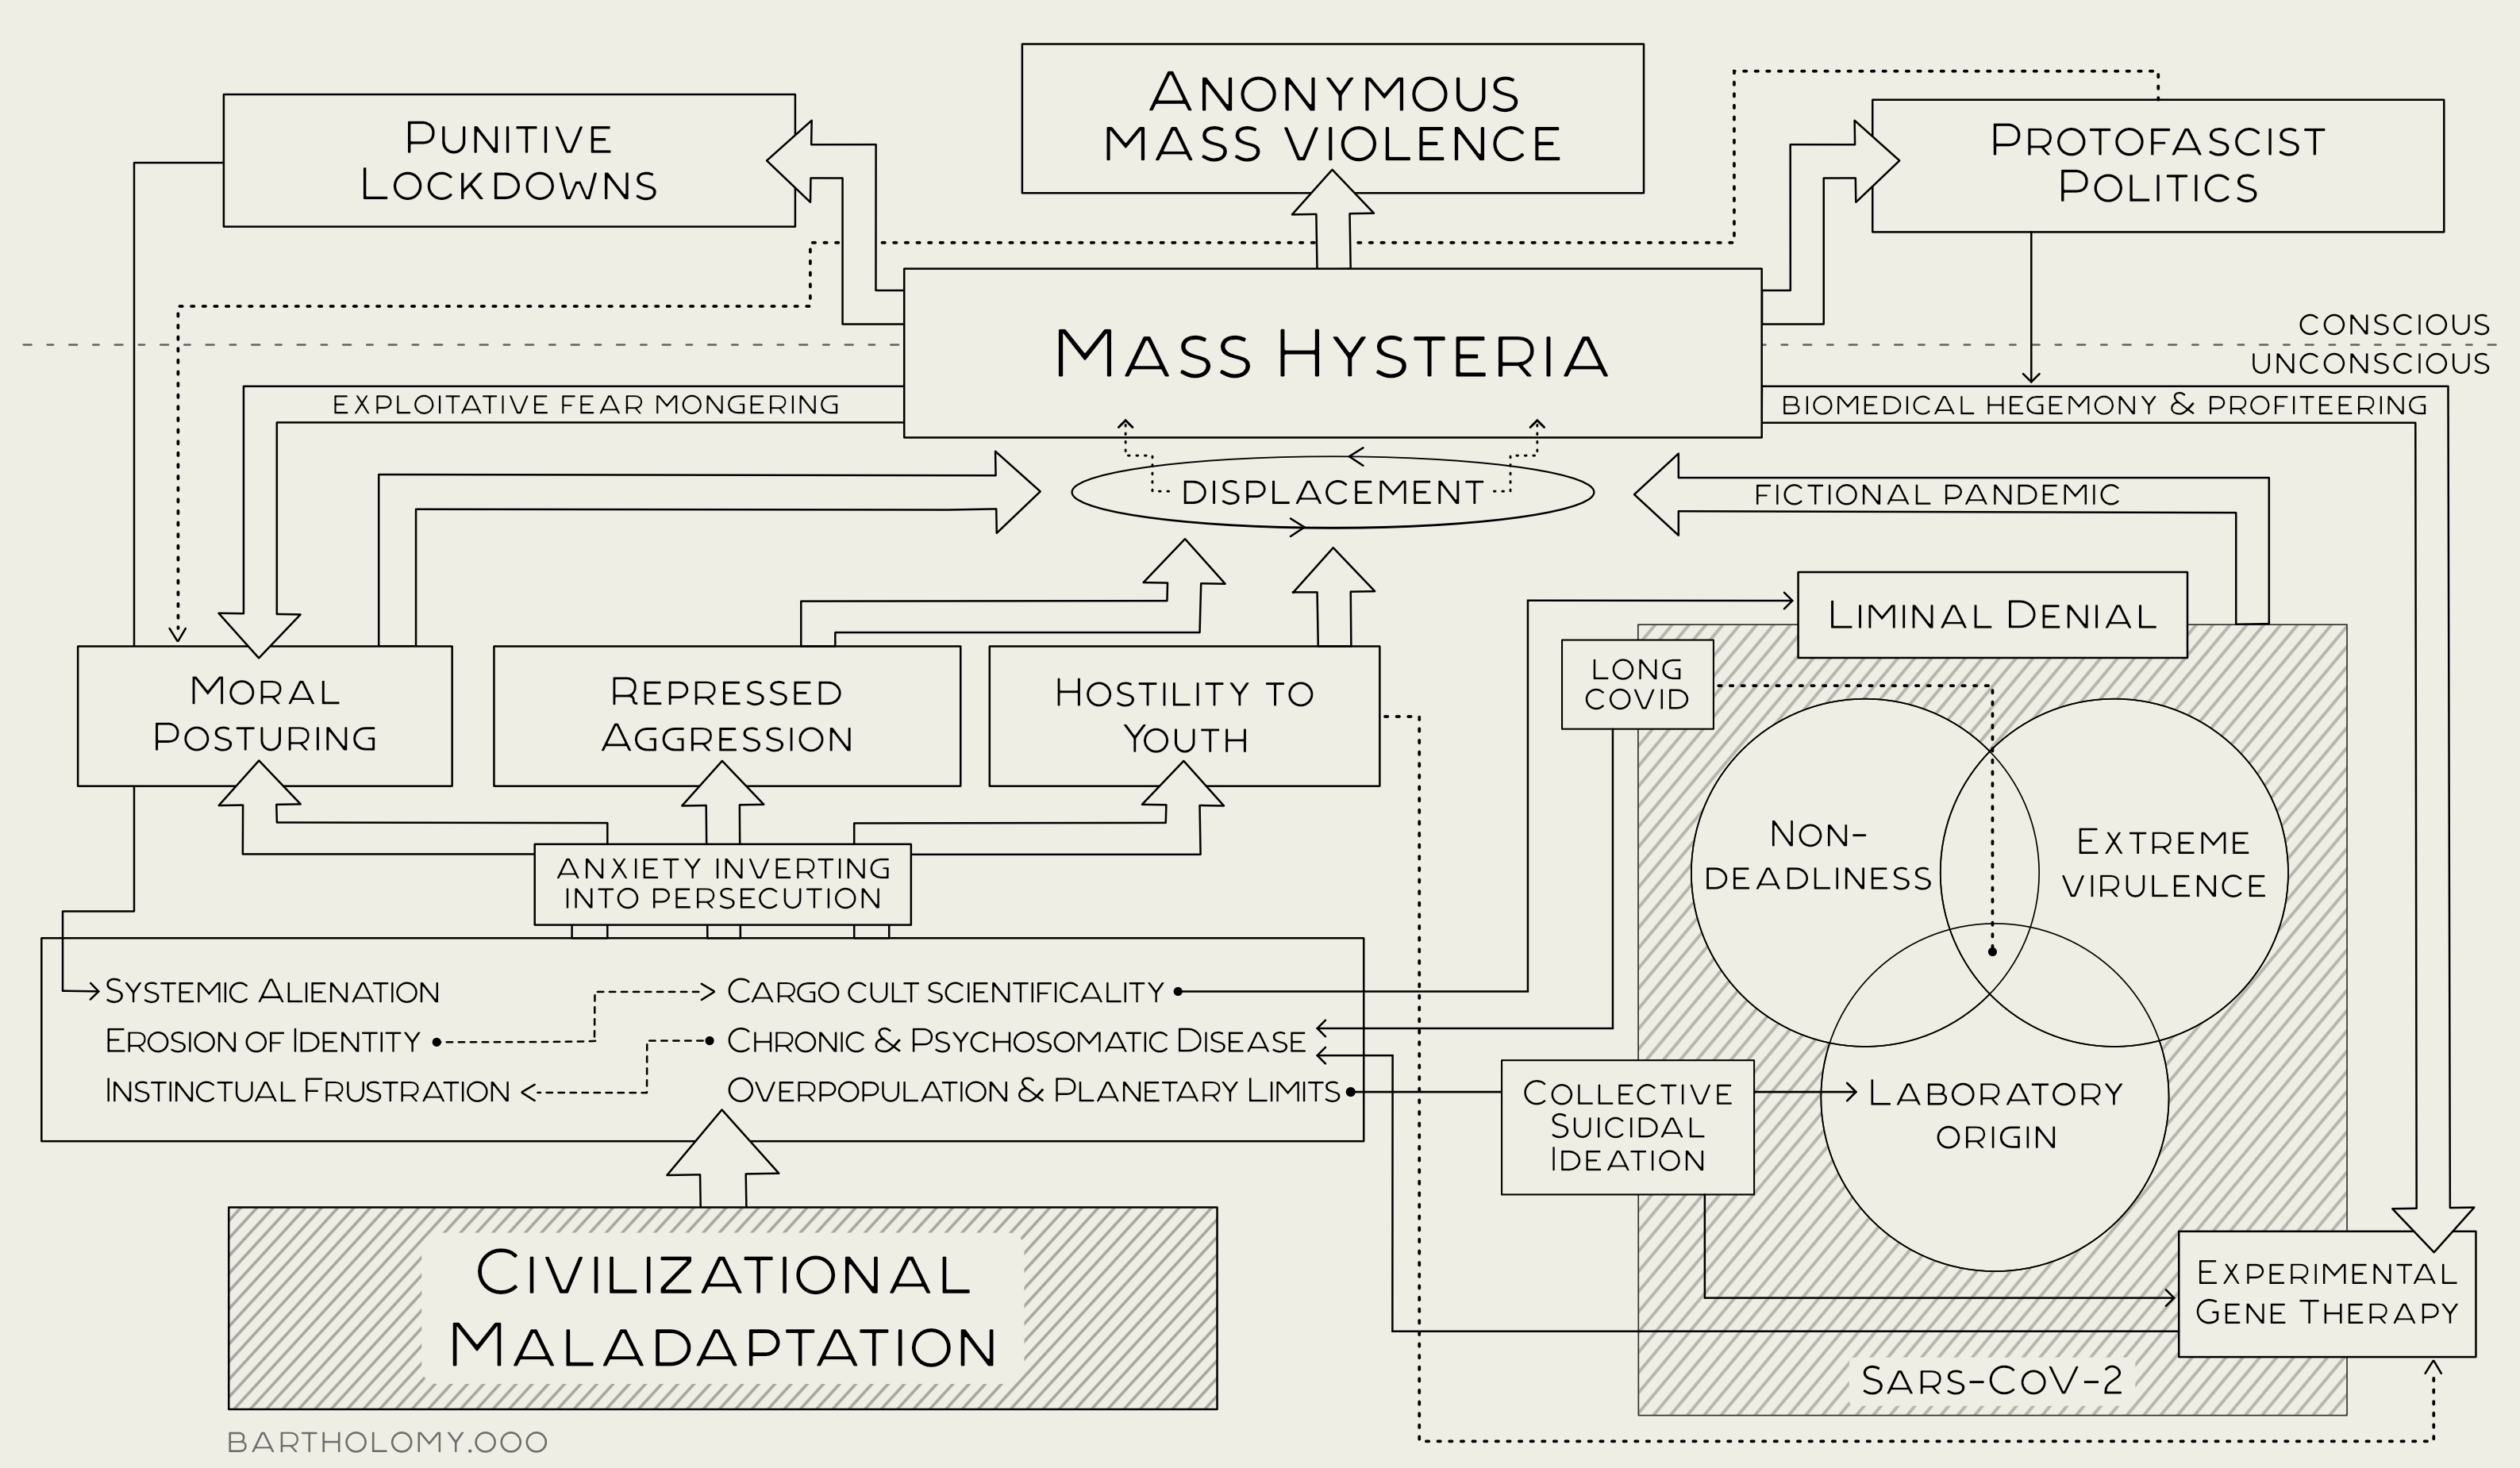 ANONYMOUS
MASS VIOLENCE
PUNITIVE
LOCKDOWNS
PROTOFASCIST
POLITICS
MASS HYSTERIA
CONSCIOUS
UNCONSCIOUS
EXPLOITATIVE FEAR MONGERING
BIOMEDICAL HEGEMONY & PROFITEERING
DISPLACEMENT
FICTIONAL PANDEMIC
LIMINAL DENIAL
LONG
COVID
MORAL
POSTURING
REPRESSED
AGGRESSION
HOSTILITY TO
YOUTH
NON-
DEADLINESS
EXTREME
VIRULENCE
ANXIETY INVERTING
INTO PERSECUTION
SYSTEMIC ALIENATION
EROSION OF IDENTITY
INSTINCTUAL FRUSTRATION
CARGO CULT SCIENTIFICALITY
CHRONIC & PSYCHOSOMATIC DISEASE
OVERPOPULATION & PLANETARY LIMITS
COLLECTIVE
SUICIDAL
IDEATION
LABORATORY
ORIGIN
CIVILIZATIONAL
MALADAPTATION
EXPERIMENTAL
GENE THERAPY
SARS-COV-2
BARTHOLOMY.OOO